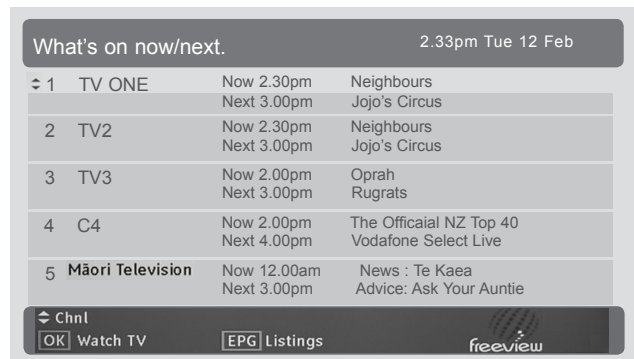 What's on now/next. 2.33pm Tue 12 Feb
1 TV ONE Now 2.30pm Neighbours
Next 3.00pm Jojo's Circus
2 TV2 Now 2.30pm Neighbours
Next 3.00pm Jojo's Circus
3 TV3 Now 2.00pm Oprah
Next 3.00pm Rugrats
4 C4 Now 2.00pm The Officaial NZ Top 40
Next 4.00pm Vodafone Select Live
5 Māori Television Now 12.00am News : Te Kaea
Next 3.00pm Advice: Ask Your Auntie
Chnl
OK Watch TV EPG Listings freeview